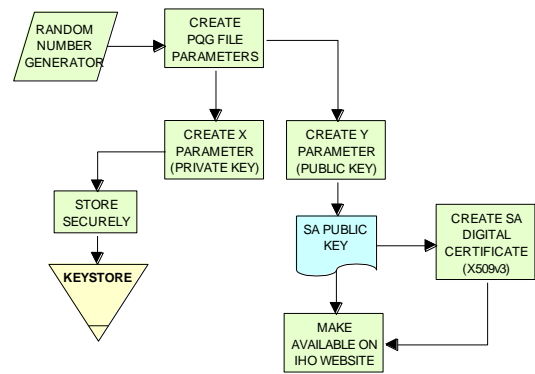 RANDOM
NUMBER
GENERATOR
CREATE
PQG FILE
PARAMETERS
CREATE X
PARAMETER
(PRIVATE KEY)
CREATE Y
PARAMETER
(PUBLIC KEY)
STORE
SECURELY
SA PUBLIC
KEY
CREATE SA
DIGITAL
CERTIFICATE
(X509v3)
KEYSTORE
MAKE
AVAILABLE ON
IHO WEBSITE